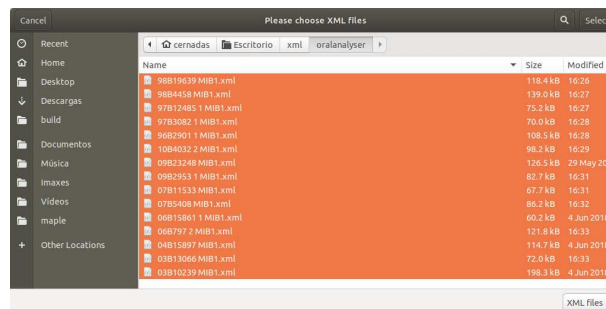 Cancel Please choose XML files Selec
Recent cernadas Escritorio xml oralanalyser
Home Name Size Modified
Desktop 98B19639 MIB1.xml 118.4 kB 16:26
98B4458 MIB1.xml 139.0 kB 16:27
Descargas 97B12485 1 MIB1.xml 75.2 kB 16:27
build 97B3082 1 MIB1.xml 70.0 kB 16:28
96B2901 1 MIB1.xml 108.5 kB 16:28
Documentos 10B4032 2 MIB1.xml 98.2 kB 16:29
Música 09B23248 MIB1.xml 126.5 kB 29 May 20
09B2953 1 MIB1.xml 82.7 kB 16:31
Imaxes 07B11533 MIB1.xml 67.7 kB 16:31
Vídeos 07B5408 MIB1.xml 86.2 kB 16:32
maple 06B15861 1 MIB1.xml 60.2 kB 4 Jun 201
06B797 2 MIB1.xml 121.8 kB 16:33
Other Locations 04B15897 MIB1.xml 114.7 kB 4 Jun 201
03B13066 MIB1.xml 72.0 kB 16:33
03B10239 MIB1.xml 198.3 kB 4 Jun 201
XML files